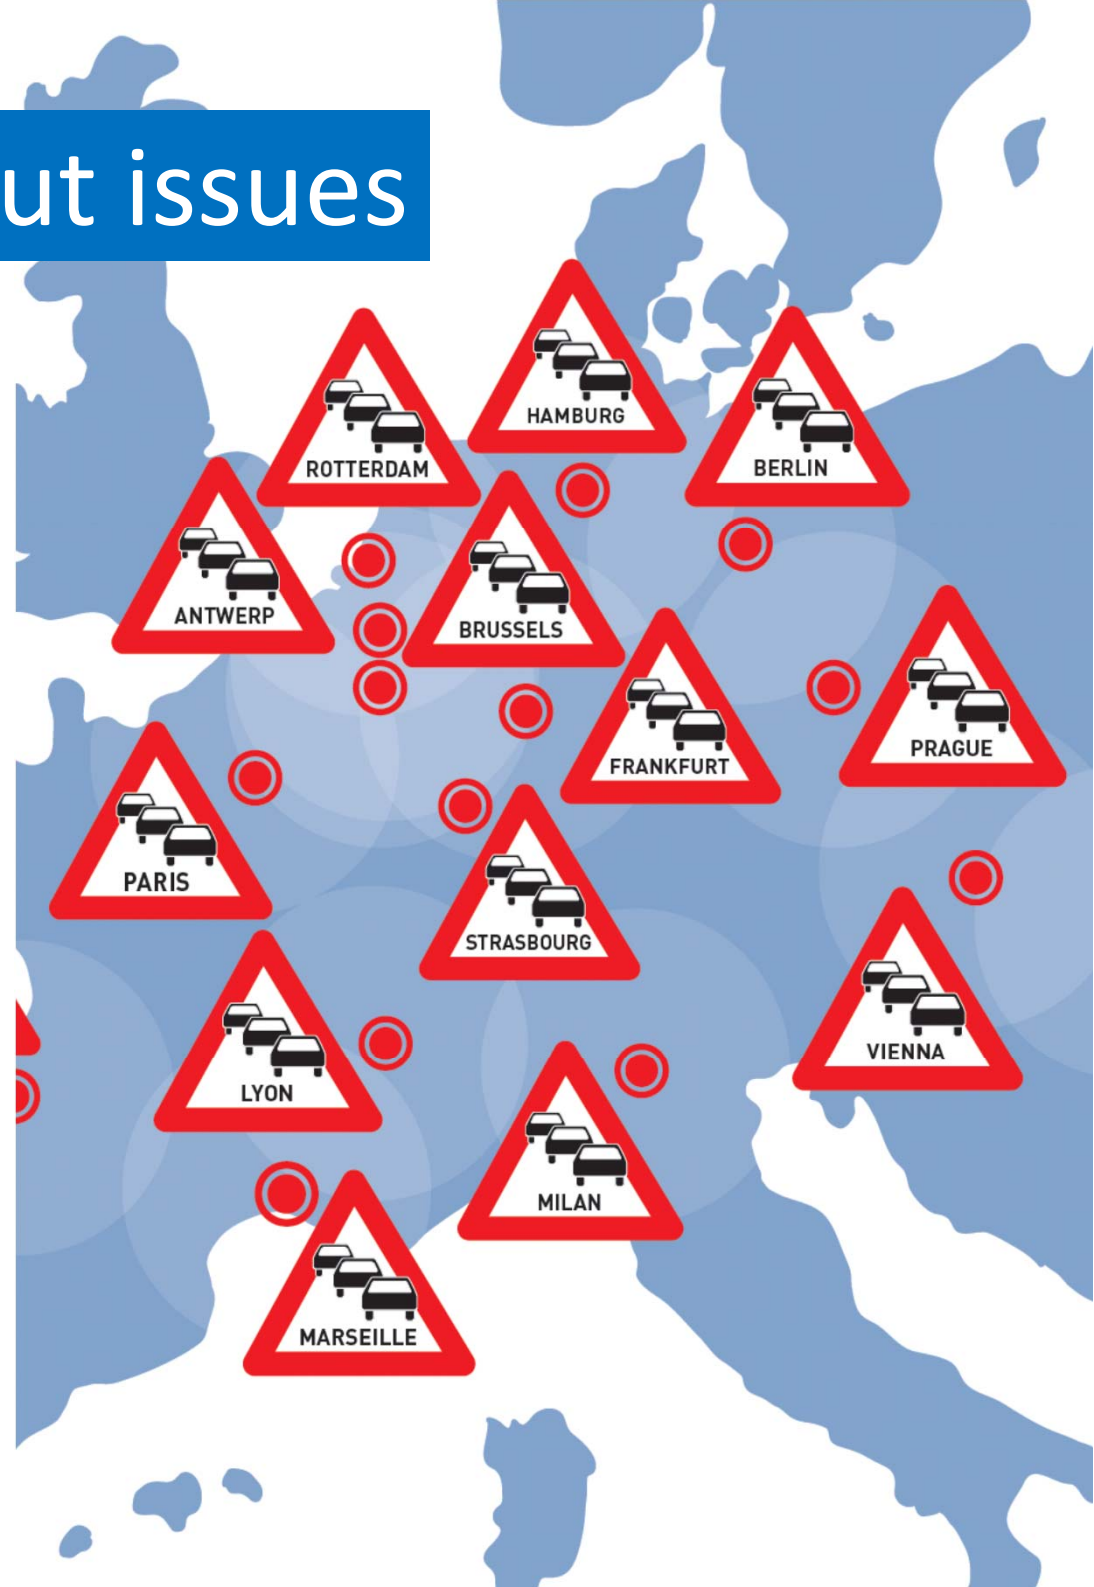 ut issues
HAMBURG
ROTTERDAM
BERLIN
ANTWERP
BRUSSELS
PRAGUE
FRANKFURT
PARIS
STRASBOURG
VIENNA
LYON
MILAN
MARSEILLE